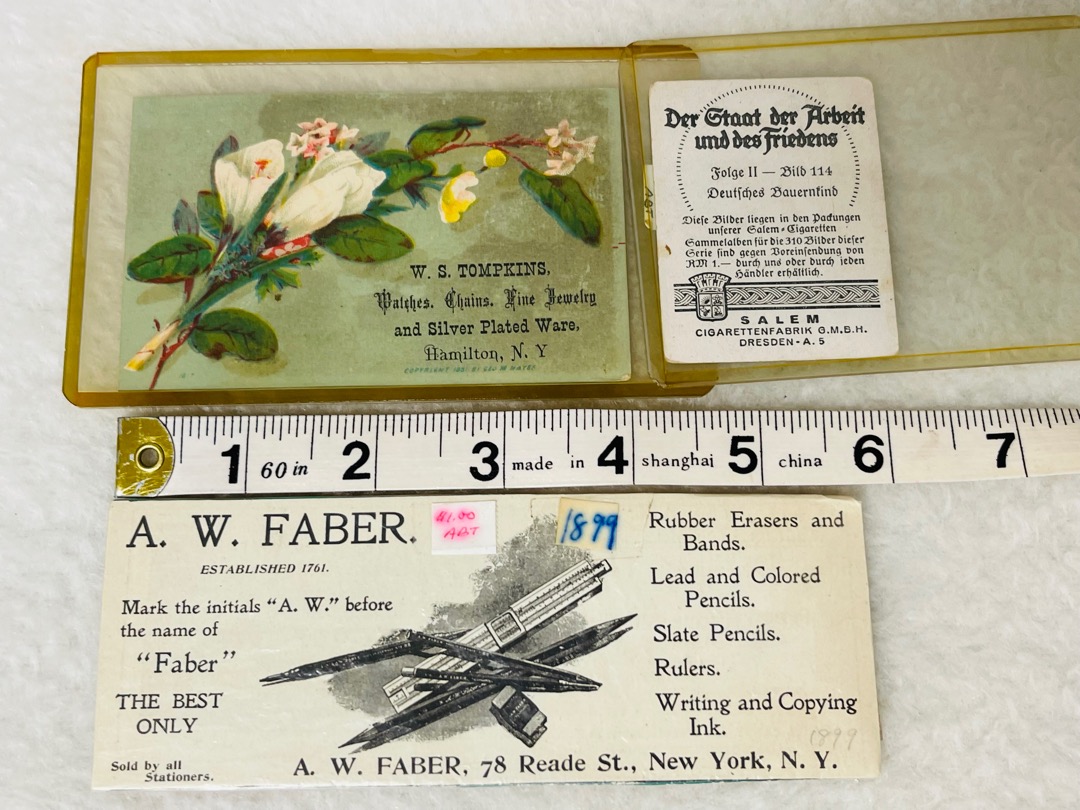 W. S. TOMPKINS,
Watches. Chains. Fine Jewelry
and Silver Plated Ware,
Hamilton, N. Y
Der Staat der Arbeit
und des Friedens
Folge II — Bild 114
Deutsches Bauernkind
Diese Bilder liegen in den Packungen
unserer Salem-Cigaretten
Sammelalben für die 310 Bilder dieser
Serie sind gegen Voreinsendung von
RM 1.— durch uns oder durch jeden
Händler erhältlich.
SALEM
CIGARETTENFABRIK G.M.B.H.
DRESDEN-A. 5
1 60 in 2 3 made in 4 shanghai 5 china 6 7
A. W. FABER.
ESTABLISHED 1761.
Mark the initials "A. W." before
the name of
"Faber"
THE BEST
ONLY
Sold by all
Stationers.
$1.00
ART
1899
Rubber Erasers and
Bands.
Lead and Colored
Pencils.
Slate Pencils.
Rulers.
Writing and Copying
Ink.
1899
A. W. FABER, 78 Reade St., New York, N. Y.